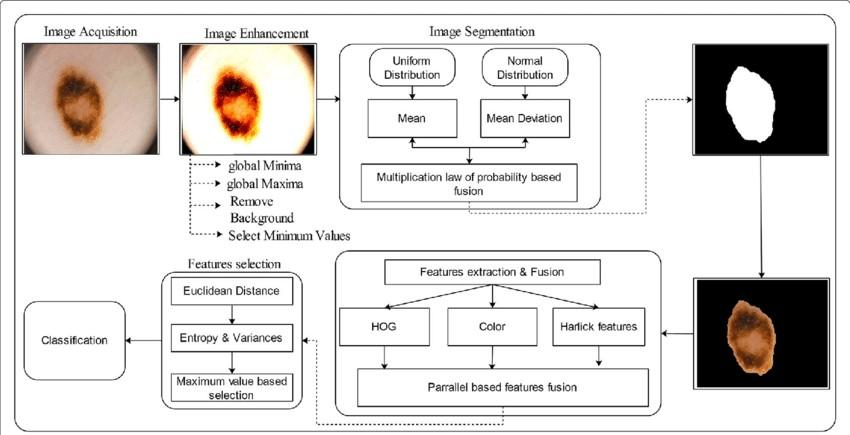 Image Acquisition
Image Enhancement
Image Segmentation
Uniform
Distribution
Normal
Distribution
Mean
Mean Deviation
Multiplication law of probability based
fusion
global Minima
global Maxima
Remove
Background
Select Minimum Values
Features selection
Euclidean Distance
Entropy & Variances
Maximum value based
selection
Classification
Features extraction & Fusion
HOG
Color
Harlick features
Parrallel based features fusion